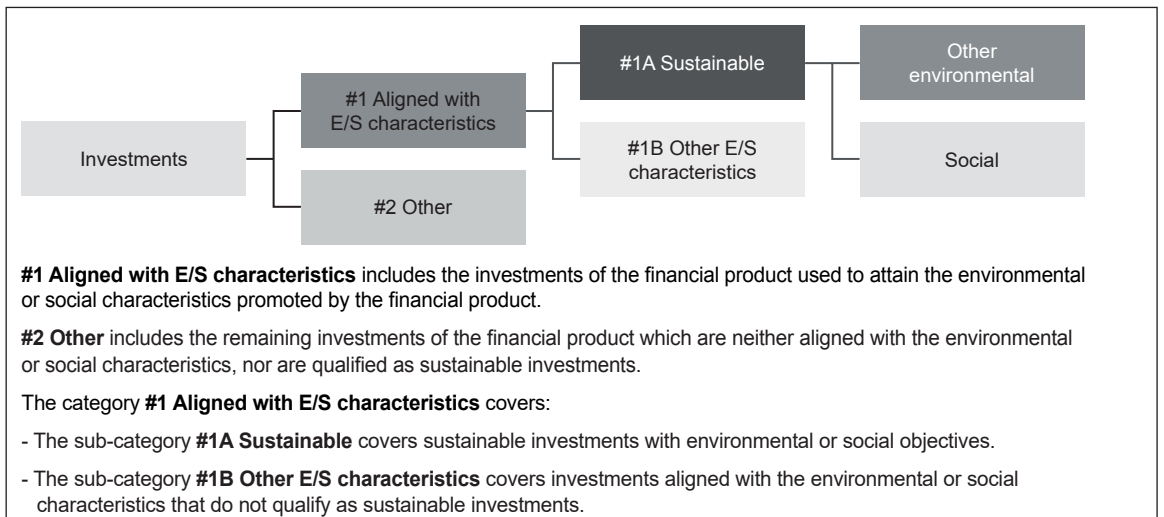 #1A Sustainable
Other
environmental
#1 Aligned with
E/S characteristics
Investments
#1B Other E/S
characteristics
Social
#2 Other
#1 Aligned with E/S characteristics includes the investments of the financial product used to attain the environmental
or social characteristics promoted by the financial product.
#2 Other includes the remaining investments of the financial product which are neither aligned with the environmental
or social characteristics, nor are qualified as sustainable investments.
The category #1 Aligned with E/S characteristics covers:
- The sub-category #1A Sustainable covers sustainable investments with environmental or social objectives.
- The sub-category #1B Other E/S characteristics covers investments aligned with the environmental or social
characteristics that do not qualify as sustainable investments.